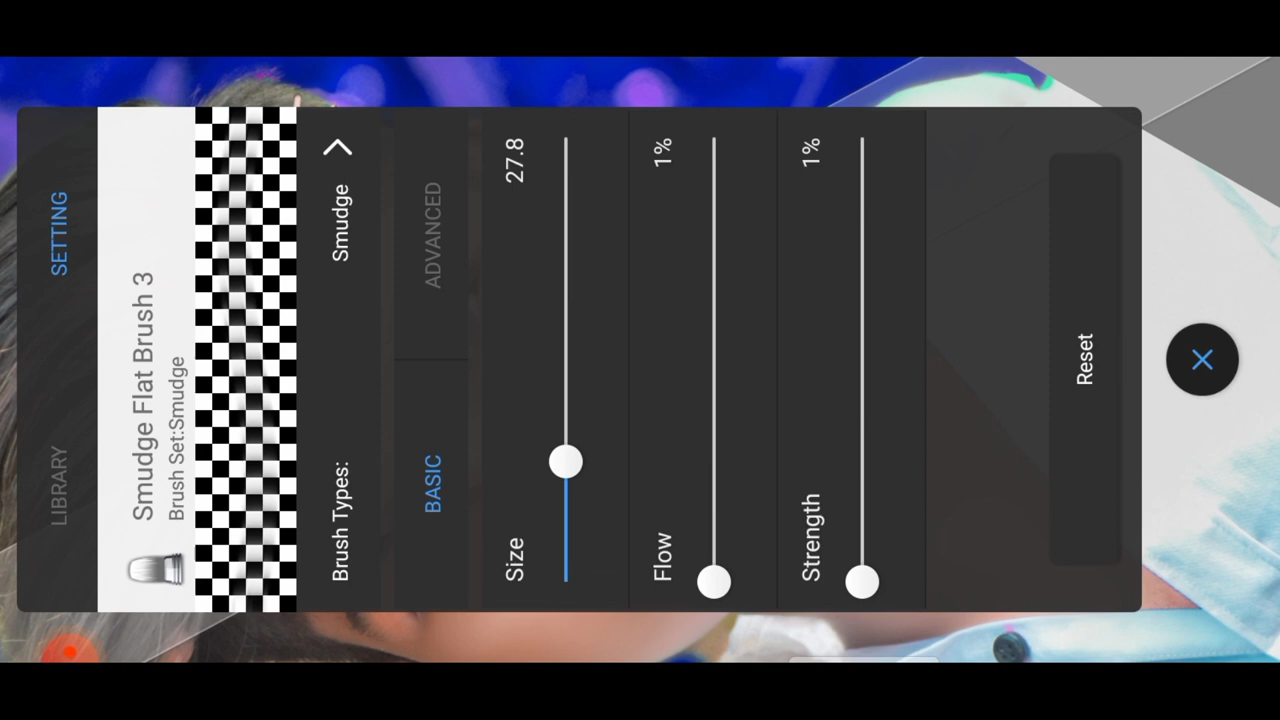 LIBRARY
SETTING
Smudge Flat Brush 3
Brush Set:Smudge
Brush Types:
Smudge
BASIC
ADVANCED
Size
27.8
Flow
1%
Strength
1%
Reset